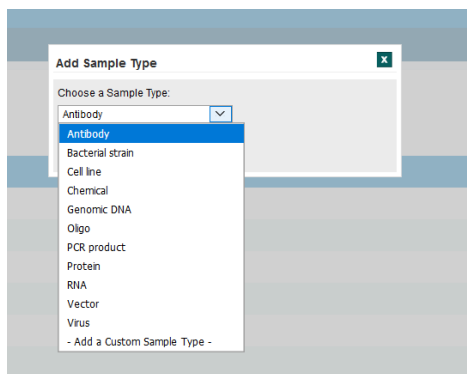 Add Sample Type
x
Choose a Sample Type:
Antibody
Antibody
Bacterial strain
Cell line
Chemical
Genomic DNA
Oligo
PCR product
Protein
RNA
Vector
Virus
- Add a Custom Sample Type -